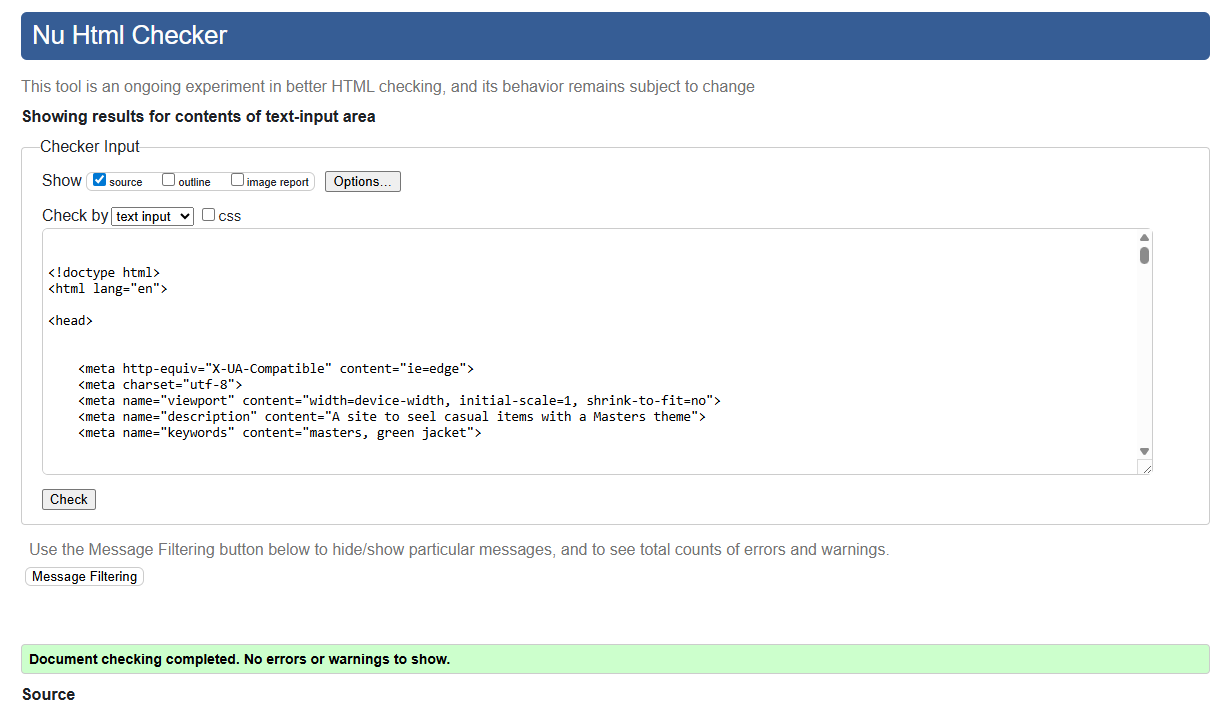 Nu Html Checker
This tool is an ongoing experiment in better HTML checking, and its behavior remains subject to change
Showing results for contents of text-input area
Checker Input
Show source outline image report Options...
Check by text input css
<!doctype html>
<html lang="en">
<head>
<meta http-equiv="X-UA-Compatible" content="ie=edge">
<meta charset="utf-8">
<meta name="viewport" content="width=device-width, initial-scale=1, shrink-to-fit=no">
<meta name="description" content="A site to seel casual items with a Masters theme">
<meta name="keywords" content="masters, green jacket">
Check
Use the Message Filtering button below to hide/show particular messages, and to see total counts of errors and warnings.
Message Filtering
Document checking completed. No errors or warnings to show.
Source